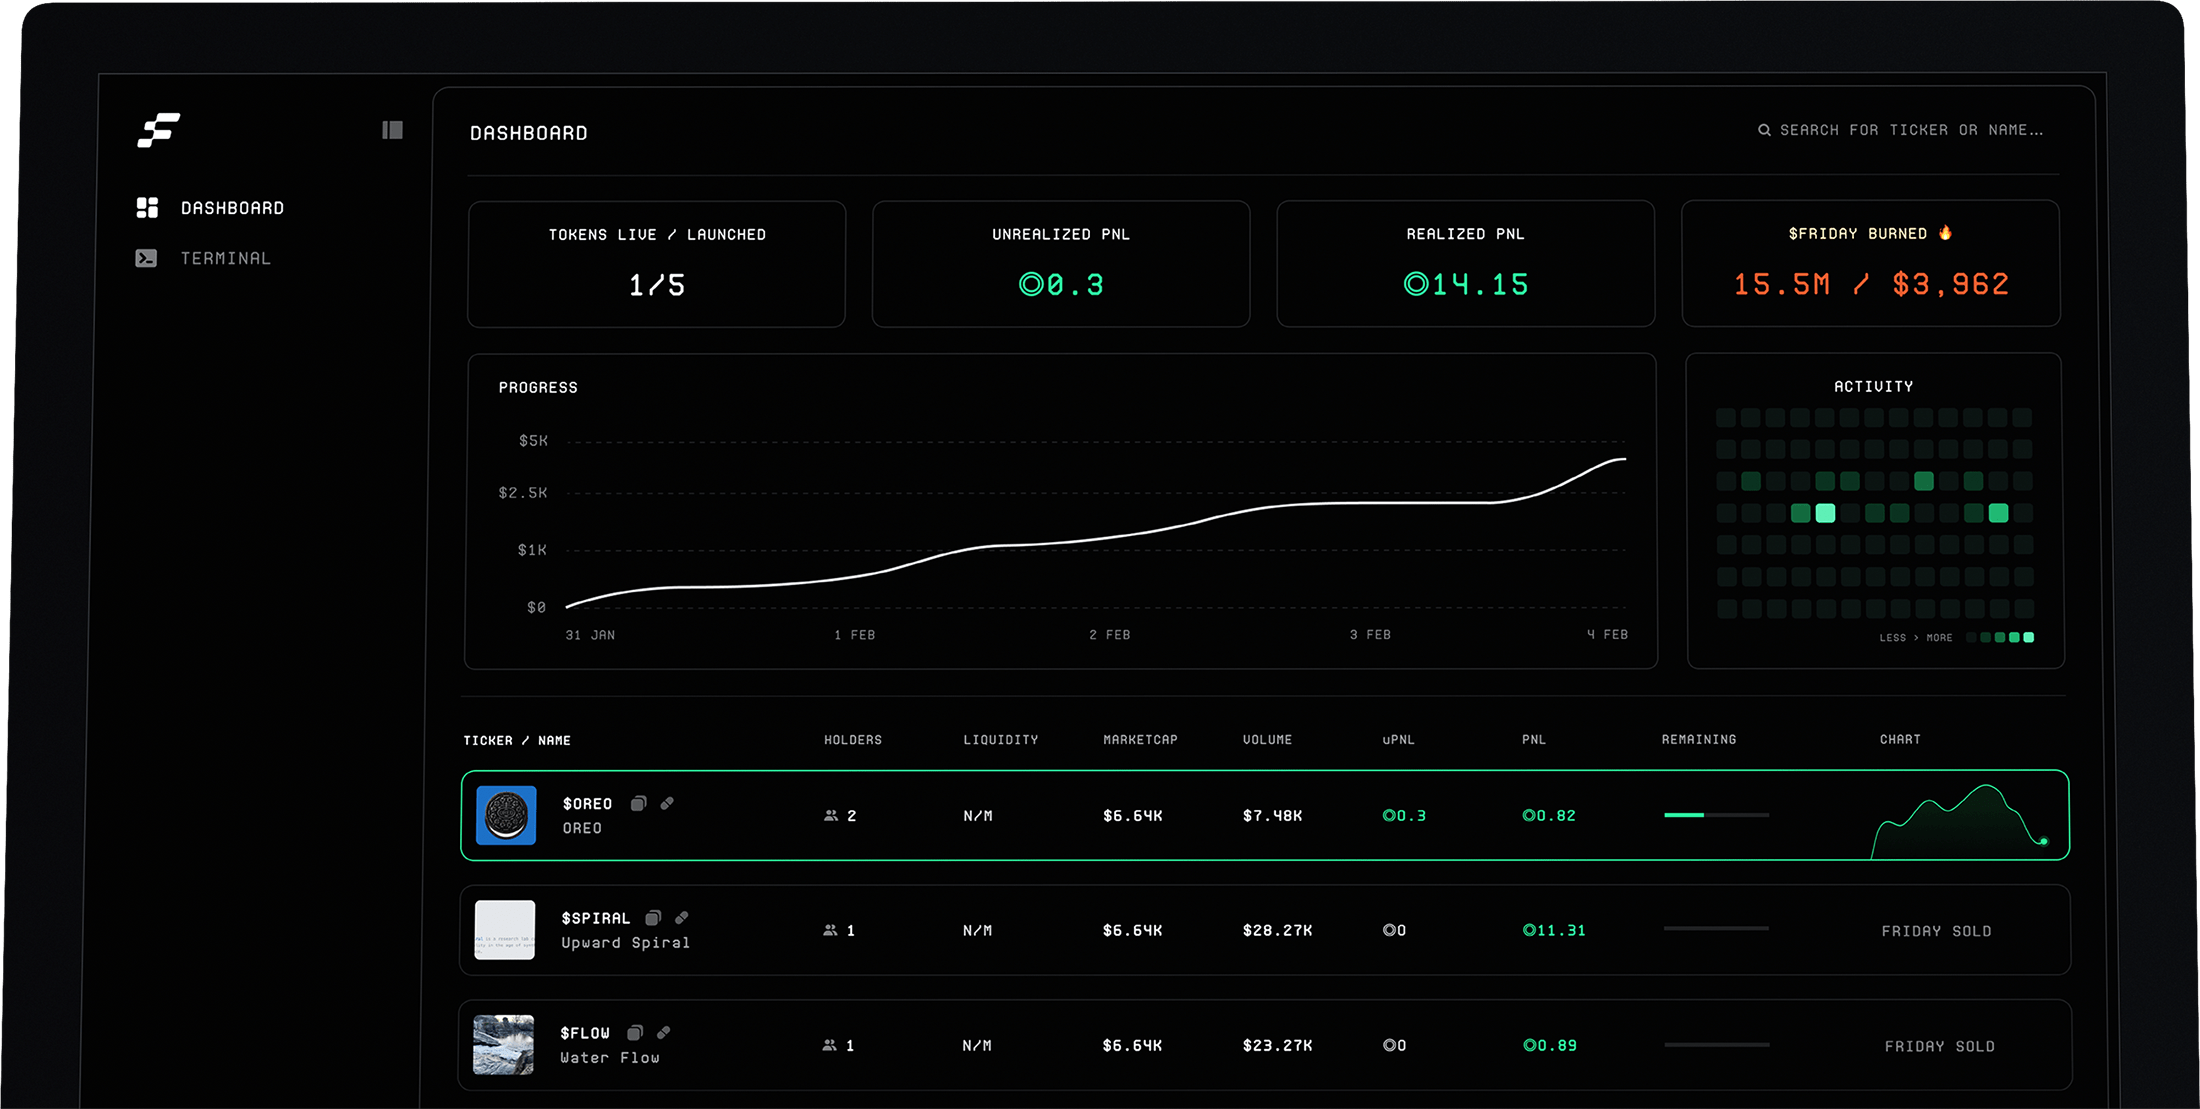 DASHBOARD
SEARCH FOR TICKER OR NAME...
DASHBOARD
TERMINAL
TOKENS LIVE / LAUNCHED
1/5
UNREALIZED PNL
0.3
REALIZED PNL
14.15
$FRIDAY BURNED 🔥
15.5M / $3,962
PROGRESS
$5K
$2.5K
$1K
$0
31 JAN
1 FEB
2 FEB
3 FEB
4 FEB
ACTIVITY
LESS > MORE
TICKER / NAME HOLDERS LIQUIDITY MARKETCAP VOLUME uPNL PNL REMAINING CHART
$OREO
OREO
2 N/M $6.64K $7.48K 0.3 0.82
$SPIRAL
Upward Spiral
1 N/M $6.64K $28.27K 0 11.31 FRIDAY SOLD
$FLOW
Water Flow
1 N/M $6.64K $23.27K 0 0.89 FRIDAY SOLD